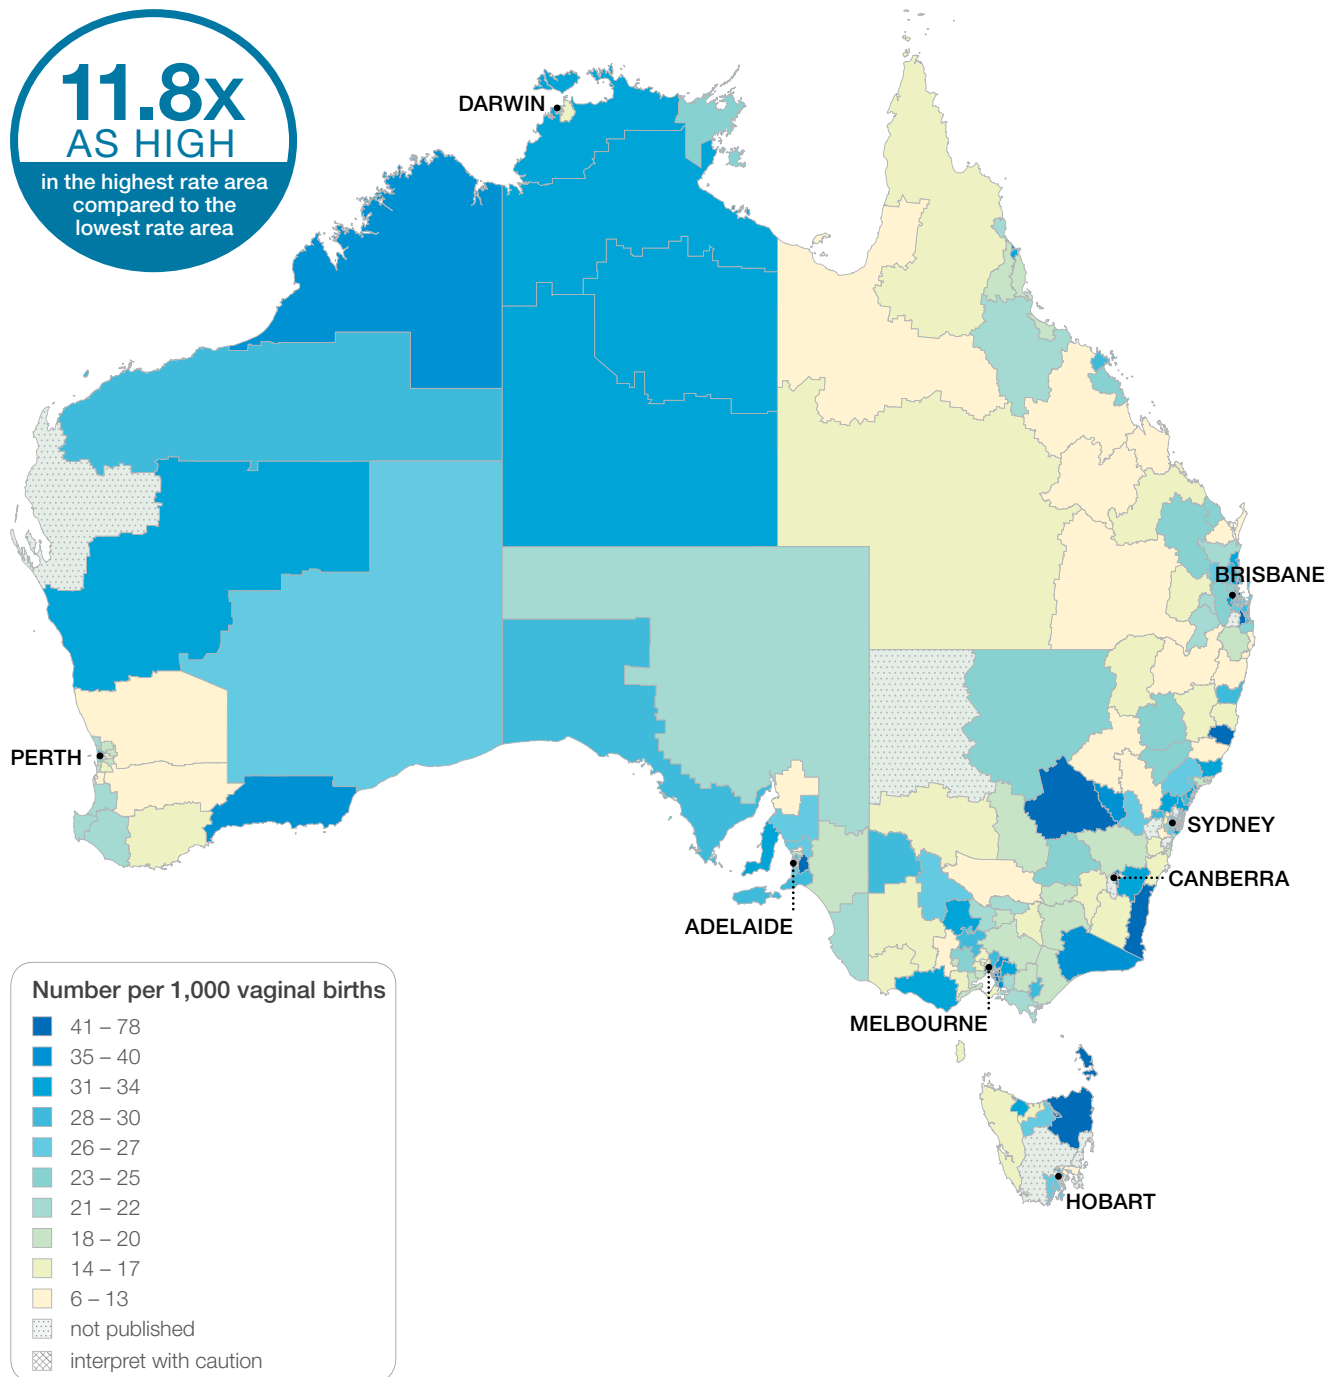 11.8x
AS HIGH
in the highest rate area
compared to the
lowest rate area
DARWIN
BRISBANE
PERTH
SYDNEY
CANBERRA
ADELAIDE
MELBOURNE
HOBART
Number per 1,000 vaginal births
41 – 78
35 – 40
31 – 34
28 – 30
26 – 27
23 – 25
21 – 22
18 – 20
14 – 17
6 – 13
not published
interpret with caution